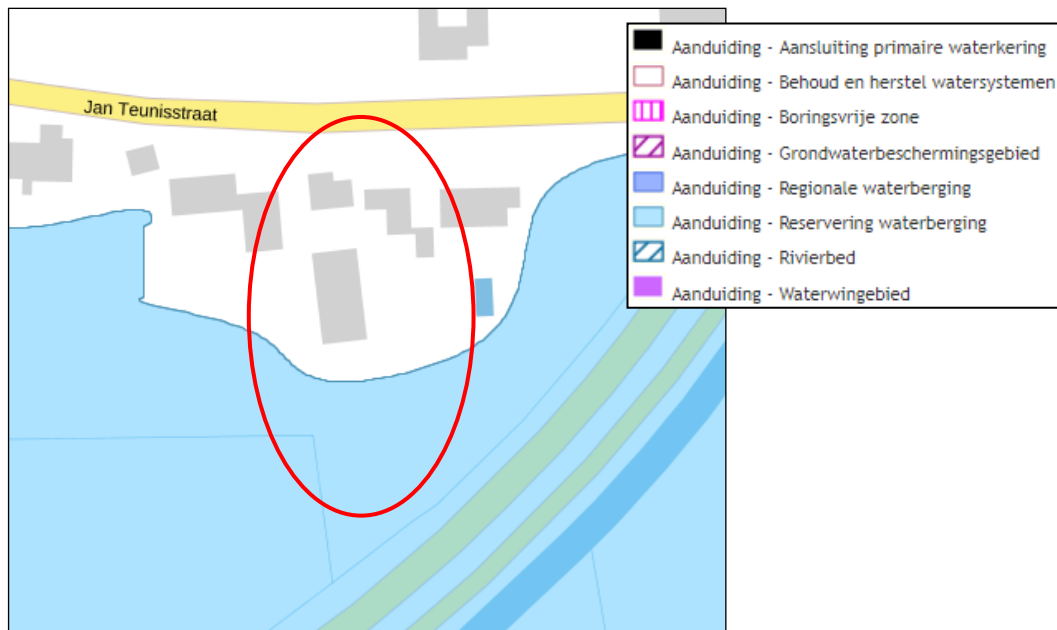 Jan Teunisstraat
Aanduiding - Aansluiting primaire waterkering
Aanduiding - Behoud en herstel watersystemen
Aanduiding - Boringsvrije zone
Aanduiding - Grondwaterbeschermingsgebied
Aanduiding - Regionale waterberging
Aanduiding - Reservering waterberging
Aanduiding - Rivierbed
Aanduiding - Waterwingebied